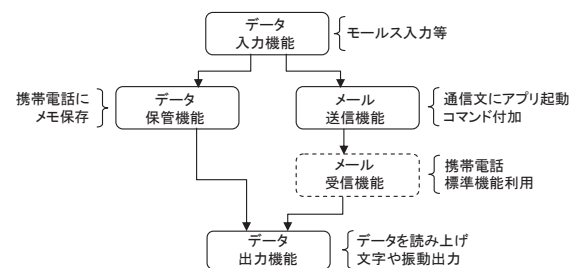 データ
入力機能
モールス入力等
携帯電話に
メモ保存
データ
保管機能
メール
送信機能
通信文にアプリ起動
コマンド付加
メール
受信機能
携帯電話
標準機能利用
データ
出力機能
データを読み上げ
文字や振動出力